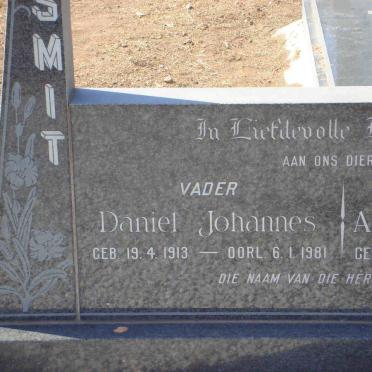 SMIT
In Liefdevolle
AAN ONS DIER
VADER
Daniel Johannes
GEB. 19. 4. 1913 — OORL. 6. 1. 1981
DIE NAAM VAN DIE HER